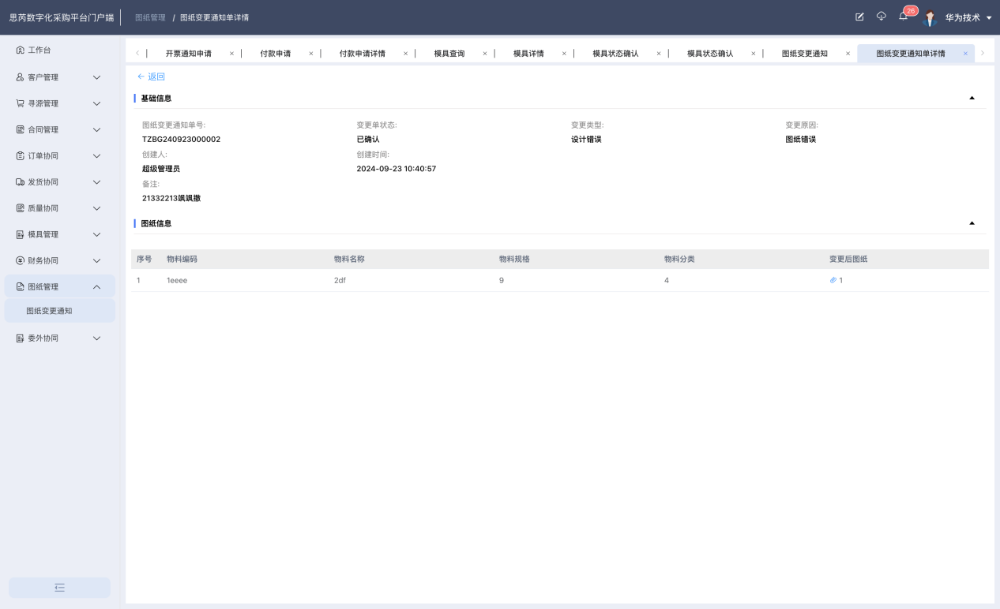 思芮数字化采购平台门户端 图纸管理 / 图纸变更通知单详情 26 华为技术
工作台
客户管理
寻源管理
合同管理
订单协同
发货协同
质量协同
模具管理
财务协同
图纸管理
图纸变更通知
委外协同
开票通知申请 × 付款申请 × 付款申请详情 × 模具查询 × 模具详情 × 模具状态确认 × 模具状态确认 × 图纸变更通知 × 图纸变更通知单详情 ×
← 返回
基础信息
图纸变更通知单号: 变更单状态: 变更类型: 变更原因:
TZBG240923000002 已确认 设计错误 图纸错误
创建人: 创建时间:
超级管理员 2024-09-23 10:40:57
备注:
21332213飒飒撒
图纸信息
序号 物料编码 物料名称 物料规格 物料分类 变更后图纸
1 1eeee 2df 9 4 1